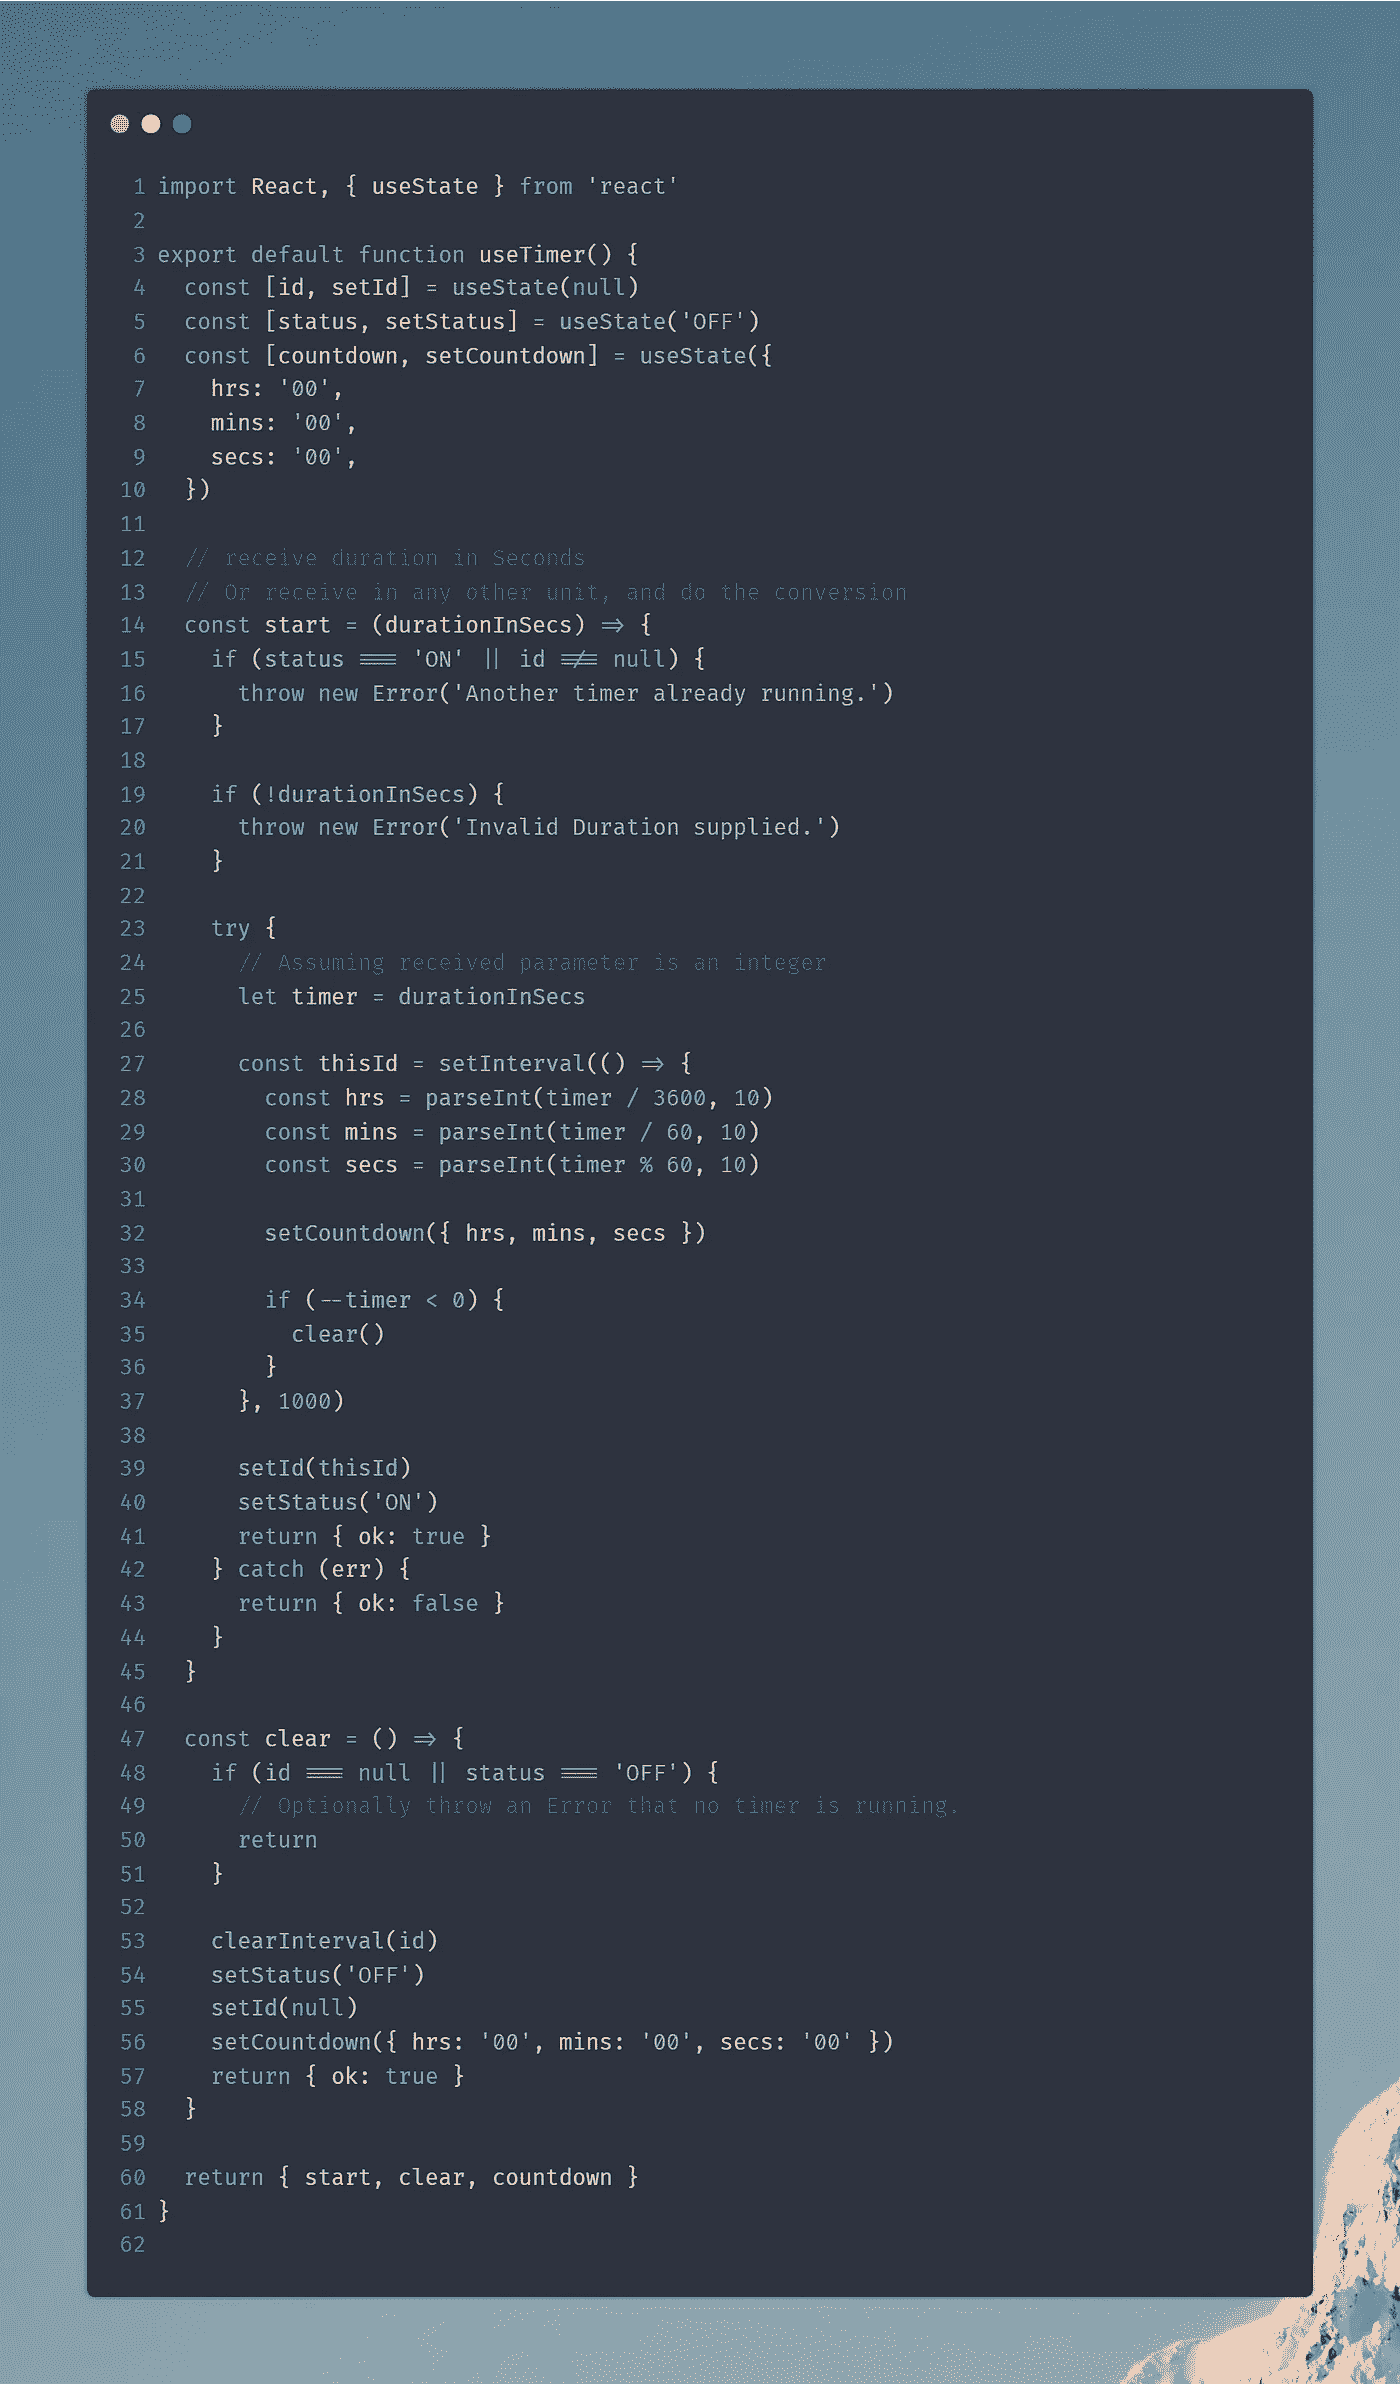 1 import React, { useState } from 'react'
2
3 export default function useTimer() {
4   const [id, setId] = useState(null)
5   const [status, setStatus] = useState('OFF')
6   const [countdown, setCountdown] = useState({
7     hrs: '00',
8     mins: '00',
9     secs: '00',
10   })
11
12   // receive duration in Seconds
13   // Or receive in any other unit, and do the conversion
14   const start = (durationInSecs) => {
15     if (status === 'ON' || id !== null) {
16       throw new Error('Another timer already running.')
17     }
18
19     if (!durationInSecs) {
20       throw new Error('Invalid Duration supplied.')
21     }
22
23     try {
24       // Assuming received parameter is an integer
25       let timer = durationInSecs
26
27       const thisId = setInterval(() => {
28         const hrs = parseInt(timer / 3600, 10)
29         const mins = parseInt(timer / 60, 10)
30         const secs = parseInt(timer % 60, 10)
31
32         setCountdown({ hrs, mins, secs })
33
34         if (--timer < 0) {
35           clear()
36         }
37       }, 1000)
38
39       setId(thisId)
40       setStatus('ON')
41       return { ok: true }
42     } catch (err) {
43       return { ok: false }
44     }
45   }
46
47   const clear = () => {
48     if (id === null || status === 'OFF') {
49       // Optionally throw an Error that no timer is running.
50       return
51     }
52
53     clearInterval(id)
54     setStatus('OFF')
55     setId(null)
56     setCountdown({ hrs: '00', mins: '00', secs: '00' })
57     return { ok: true }
58   }
59
60   return { start, clear, countdown }
61 }
62